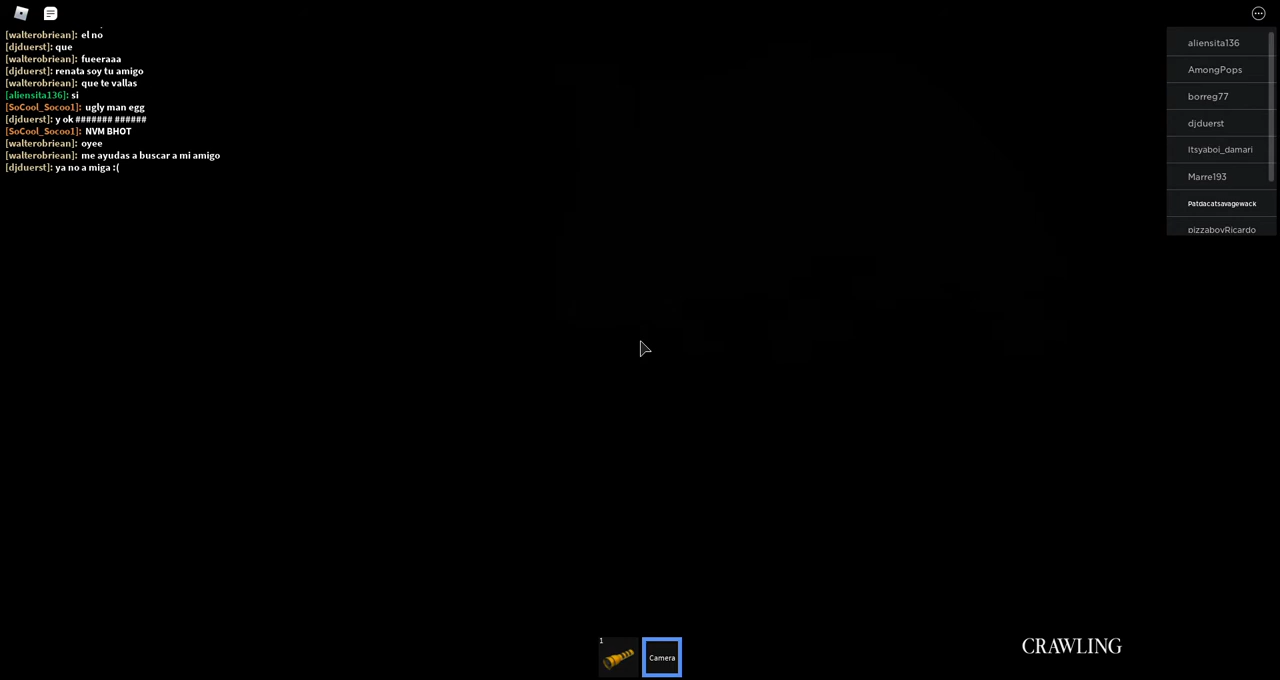 [walterobriean]: el no
[djduerst]: que
[walterobriean]: fueeraaa
[djduerst]: renata soy tu amigo
[walterobriean]: que te vallas
[aliensita136]: si
[SoCool_Socoo1]: ugly man egg
[djduerst]: y ok ####### ######
[SoCool_Socoo1]: NVM BHOT
[walterobriean]: oyee
[walterobriean]: me ayudas a buscar a mi amigo
[djduerst]: ya no a miga :(
aliensita136
AmongPops
borreg77
djduerst
Itsyaboi_damari
Marre193
Patdacatsavagewack
pizzaboyRicardo
1
Camera
CRAWLING